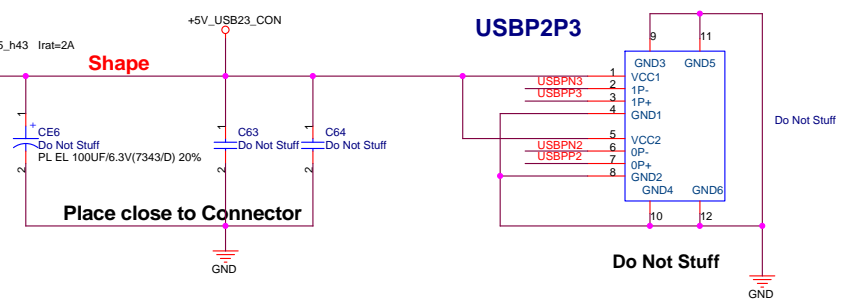 +5V_USB23_CON
USBP2P3
5_h43 Irat=2A
Shape
9
11
GND3
GND5
1
VCC1
USBPN3
2
1P-
USBPP3
3
1P+
4
GND1
1
+
CE6
Do Not Stuff
PL EL 100UF/6.3V(7343/D) 20%
2
1
C63
Do Not Stuff
2
1
C64
Do Not Stuff
2
Do Not Stuff
5
VCC2
USBPN2
6
0P-
USBPP2
7
0P+
8
GND2
GND4
GND6
10
12
Place close to Connector
GND
Do Not Stuff
GND